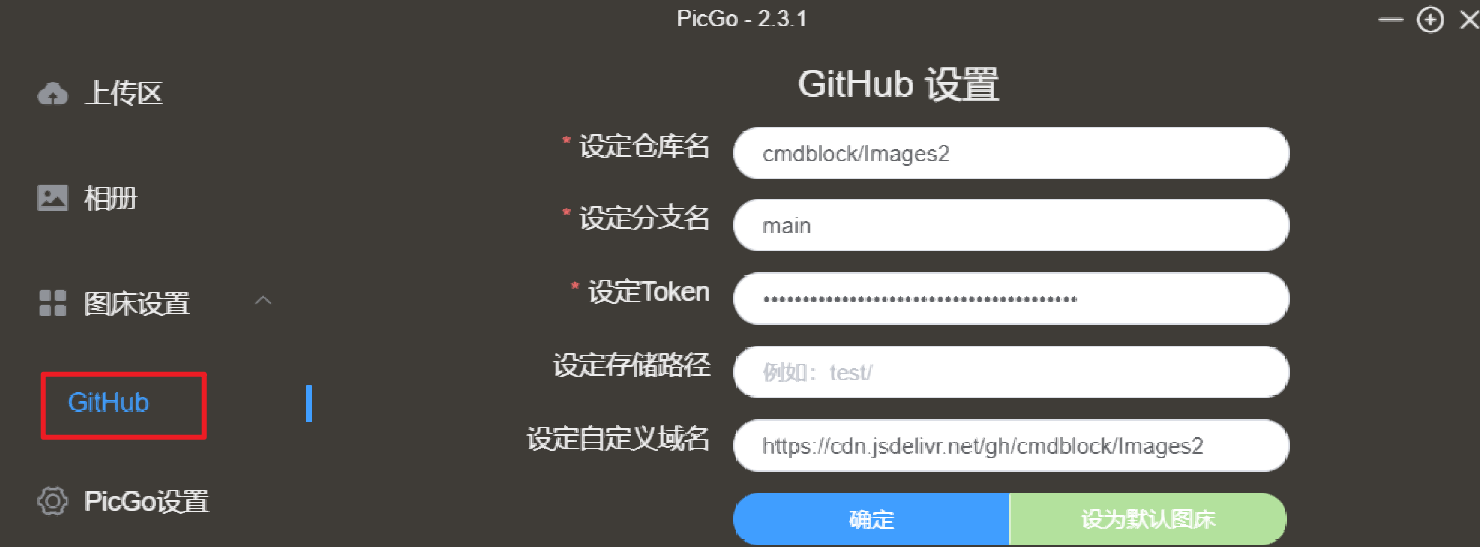 PicGo - 2.3.1
上传区
相册
图床设置
GitHub
PicGo设置
GitHub 设置
* 设定仓库名
cmdblock/Images2
* 设定分支名
main
* 设定Token
••••••••••••••••••••••••••••••••••••••••
设定存储路径
例如：test/
设定自定义域名
https://cdn.jsdelivr.net/gh/cmdblock/Images2
确定
设为默认图床